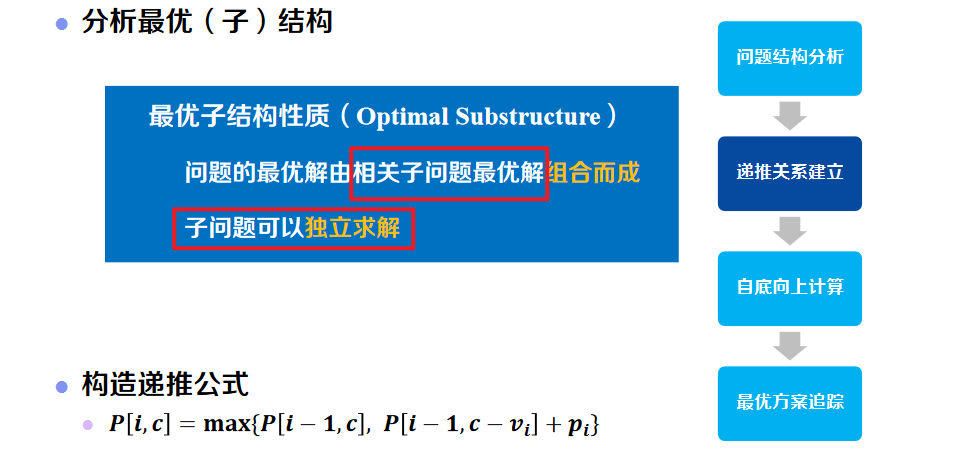 分析最优（子）结构
最优子结构性质（Optimal Substructure）
问题的最优解由相关子问题最优解组合而成
子问题可以独立求解
构造递推公式
P[i, c] = max{P[i − 1, c], P[i − 1, c − v_i] + p_i}
问题结构分析
递推关系建立
自底向上计算
最优方案追踪